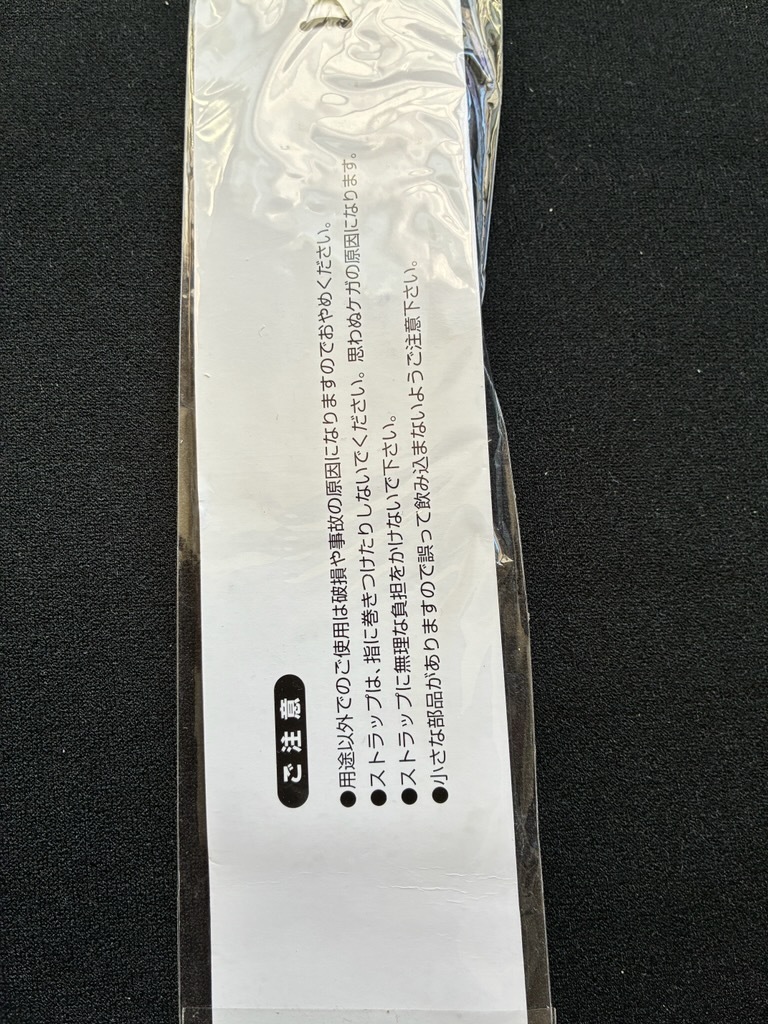 ご注意
●用途以外でのご使用は破損や事故の原因になりますのでおやめください。
●ストラップは、指に巻きつけたりしないでください。思わぬケガの原因になります。
●ストラップに無理な負担をかけないで下さい。
●小さな部品がありますので誤って飲み込まないようご注意下さい。